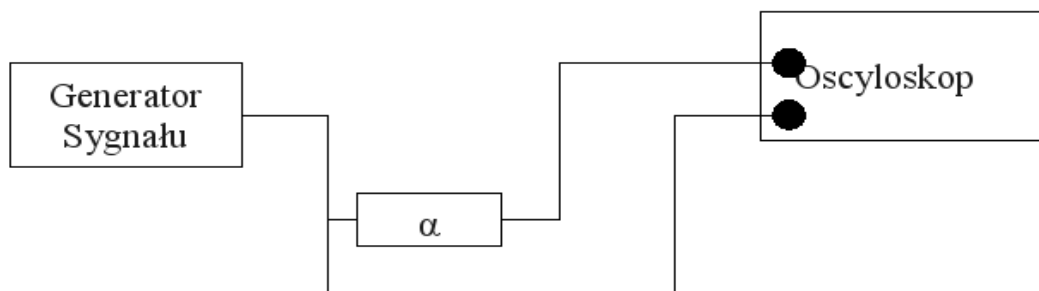 Generator
Sygnału
Oscyloskop
α